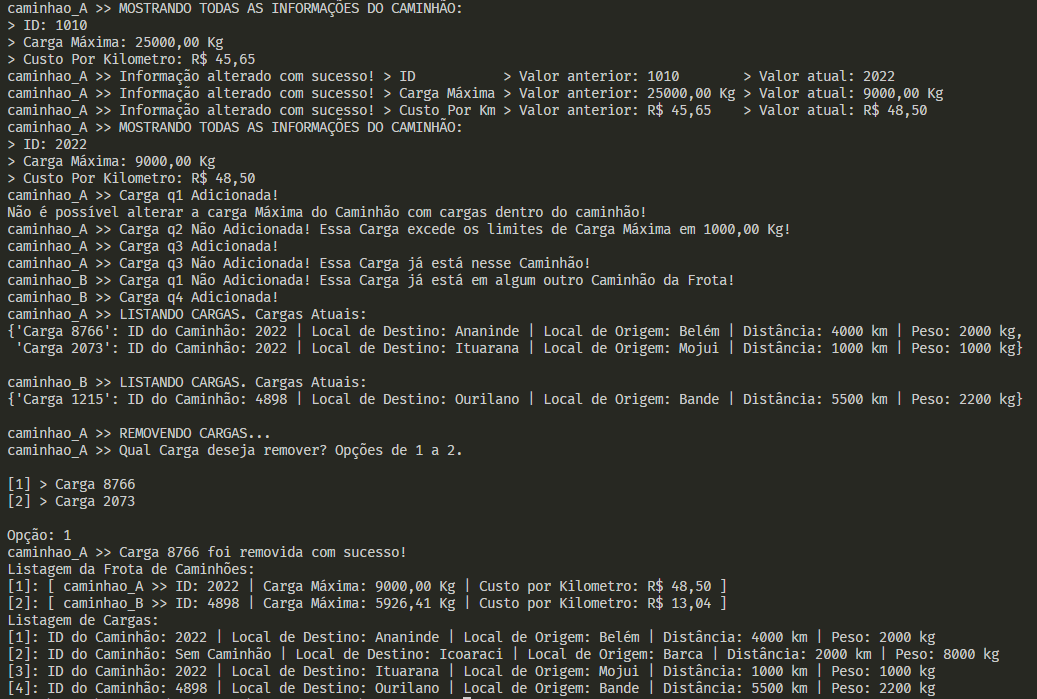 caminhao_A >> MOSTRANDO TODAS AS INFORMAÇÕES DO CAMINHÃO:
> ID: 1010
> Carga Máxima: 25000,00 Kg
> Custo Por Kilometro: R$ 45,65
caminhao_A >> Informação alterado com sucesso! > ID           > Valor anterior: 1010        > Valor atual: 2022
caminhao_A >> Informação alterado com sucesso! > Carga Máxima > Valor anterior: 25000,00 Kg > Valor atual: 9000,00 Kg
caminhao_A >> Informação alterado com sucesso! > Custo Por Km > Valor anterior: R$ 45,65    > Valor atual: R$ 48,50
caminhao_A >> MOSTRANDO TODAS AS INFORMAÇÕES DO CAMINHÃO:
> ID: 2022
> Carga Máxima: 9000,00 Kg
> Custo Por Kilometro: R$ 48,50
caminhao_A >> Carga q1 Adicionada!
Não é possível alterar a carga Máxima do Caminhão com cargas dentro do caminhão!
caminhao_A >> Carga q2 Não Adicionada! Essa Carga excede os limites de Carga Máxima em 1000,00 Kg!
caminhao_A >> Carga q3 Adicionada!
caminhao_A >> Carga q3 Não Adicionada! Essa Carga já está nesse Caminhão!
caminhao_B >> Carga q1 Não Adicionada! Essa Carga já está em algum outro Caminhão da Frota!
caminhao_B >> Carga q4 Adicionada!
caminhao_A >> LISTANDO CARGAS. Cargas Atuais:
{'Carga 8766': ID do Caminhão: 2022 | Local de Destino: Ananinde | Local de Origem: Belém | Distância: 4000 km | Peso: 2000 kg,
 'Carga 2073': ID do Caminhão: 2022 | Local de Destino: Ituarana | Local de Origem: Mojui | Distância: 1000 km | Peso: 1000 kg}

caminhao_B >> LISTANDO CARGAS. Cargas Atuais:
{'Carga 1215': ID do Caminhão: 4898 | Local de Destino: Ourilano | Local de Origem: Bande | Distância: 5500 km | Peso: 2200 kg}

caminhao_A >> REMOVENDO CARGAS...
caminhao_A >> Qual Carga deseja remover? Opções de 1 a 2.

[1] > Carga 8766
[2] > Carga 2073

Opção: 1
caminhao_A >> Carga 8766 foi removida com sucesso!
Listagem da Frota de Caminhões:
[1]: [ caminhao_A >> ID: 2022 | Carga Máxima: 9000,00 Kg | Custo por Kilometro: R$ 48,50 ]
[2]: [ caminhao_B >> ID: 4898 | Carga Máxima: 5926,41 Kg | Custo por Kilometro: R$ 13,04 ]
Listagem de Cargas:
[1]: ID do Caminhão: 2022 | Local de Destino: Ananinde | Local de Origem: Belém | Distância: 4000 km | Peso: 2000 kg
[2]: ID do Caminhão: Sem Caminhão | Local de Destino: Icoaraci | Local de Origem: Barca | Distância: 2000 km | Peso: 8000 kg
[3]: ID do Caminhão: 2022 | Local de Destino: Ituarana | Local de Origem: Mojui | Distância: 1000 km | Peso: 1000 kg
[4]: ID do Caminhão: 4898 | Local de Destino: Ourilano | Local de Origem: Bande | Distância: 5500 km | Peso: 2200 kg